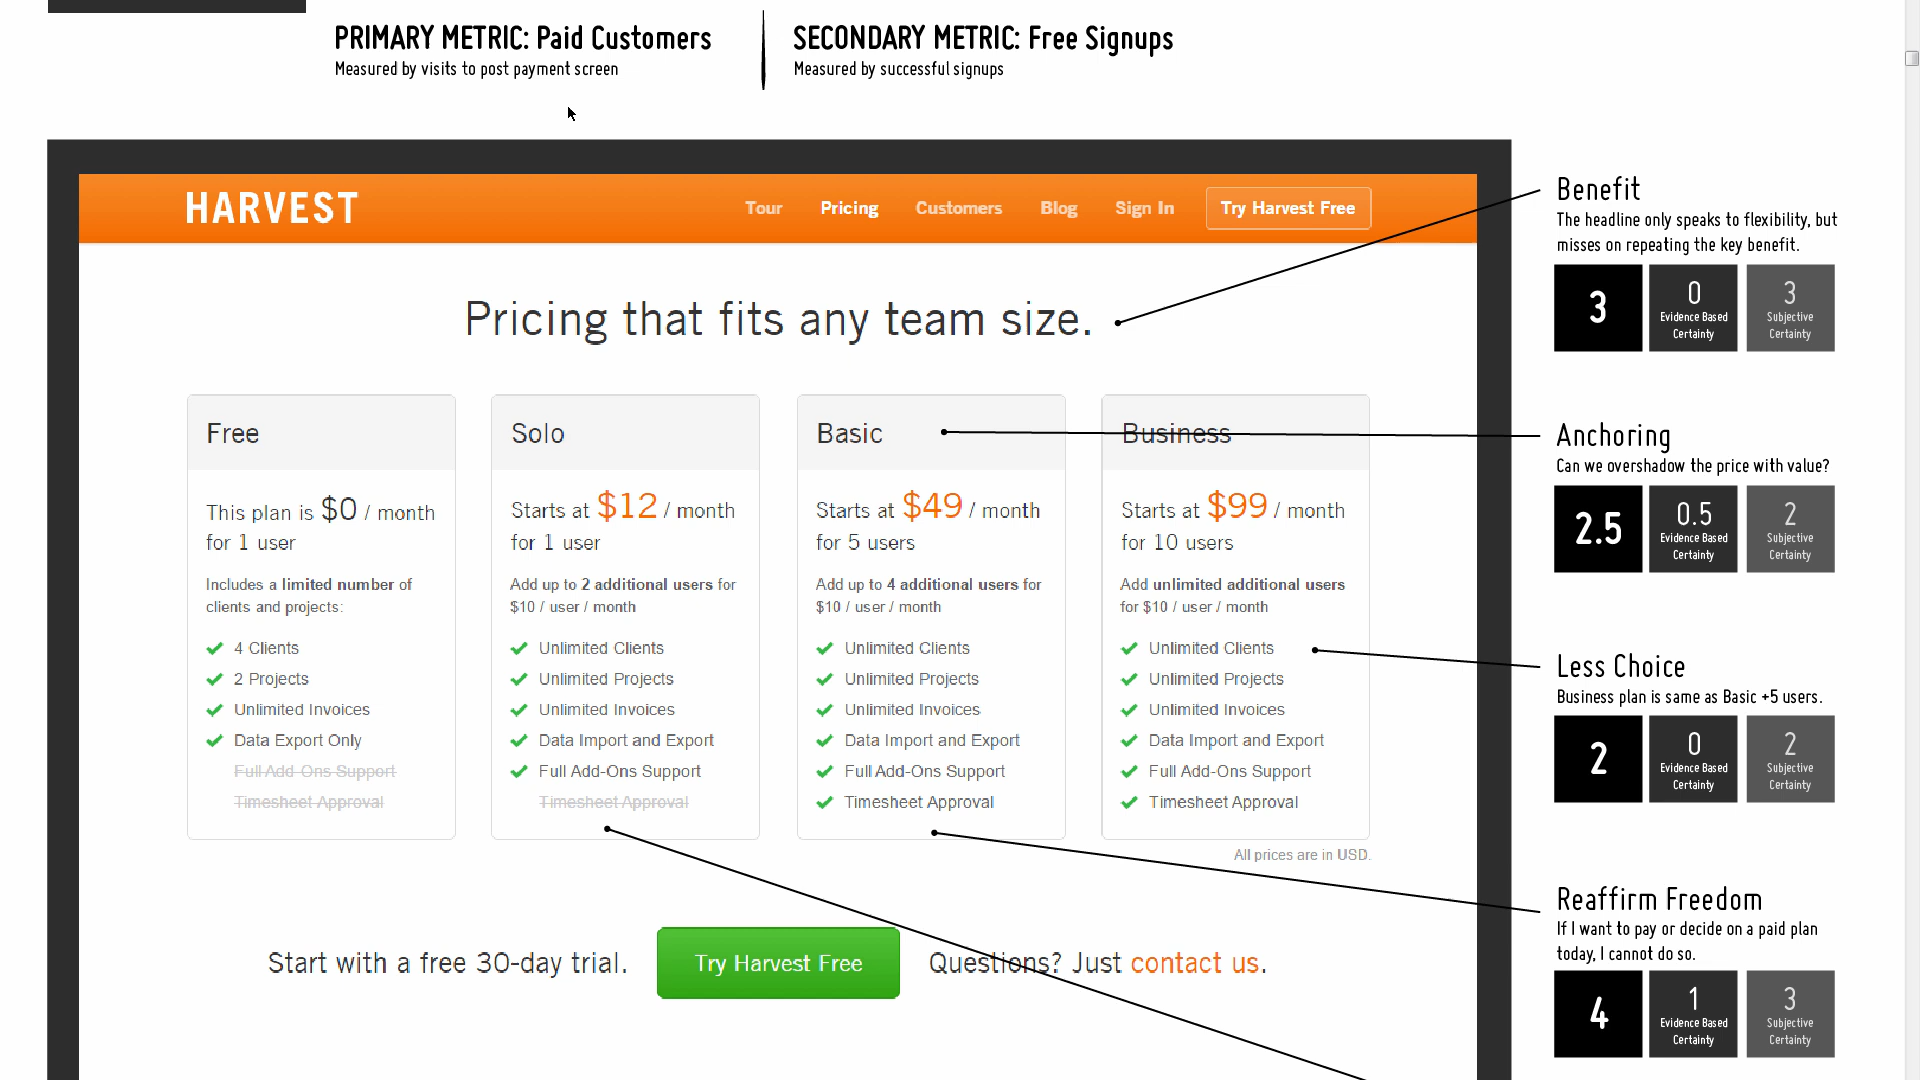 PRIMARY METRIC: Paid Customers
Measured by visits to post payment screen
SECONDARY METRIC: Free Signups
Measured by successful signups
HARVEST
Tour
Pricing
Customers
Blog
Sign In
Try Harvest Free
Pricing that fits any team size.
Free
This plan is $0 / month
for 1 user
Includes a limited number of
clients and projects:
4 Clients
2 Projects
Unlimited Invoices
Data Export Only
Full Add-Ons Support
Timesheet Approval
Solo
Starts at $12 / month
for 1 user
Add up to 2 additional users for
$10 / user / month
Unlimited Clients
Unlimited Projects
Unlimited Invoices
Data Import and Export
Full Add-Ons Support
Timesheet Approval
Basic
Starts at $49 / month
for 5 users
Add up to 4 additional users for
$10 / user / month
Unlimited Clients
Unlimited Projects
Unlimited Invoices
Data Import and Export
Full Add-Ons Support
Timesheet Approval
Business
Starts at $99 / month
for 10 users
Add unlimited additional users
for $10 / user / month
Unlimited Clients
Unlimited Projects
Unlimited Invoices
Data Import and Export
Full Add-Ons Support
Timesheet Approval
All prices are in USD.
Start with a free 30-day trial.
Try Harvest Free
Questions? Just contact us.
Benefit
The headline only speaks to flexibility, but
misses on repeating the key benefit.
3
0
Evidence Based
Certainty
3
Subjective
Certainty
Anchoring
Can we overshadow the price with value?
2.5
0.5
Evidence Based
Certainty
2
Subjective
Certainty
Less Choice
Business plan is same as Basic +5 users.
2
0
Evidence Based
Certainty
2
Subjective
Certainty
Reaffirm Freedom
If I want to pay or decide on a paid plan
today, I cannot do so.
4
1
Evidence Based
Certainty
3
Subjective
Certainty